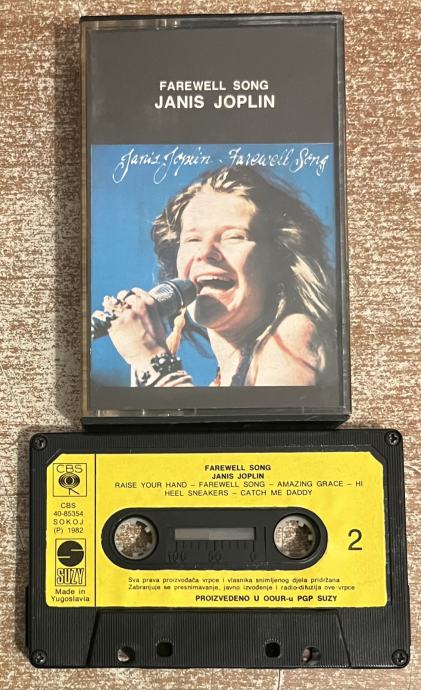 FAREWELL SONG
JANIS JOPLIN
Janis Joplin - Farewell Song
FAREWELL SONG
JANIS JOPLIN
RAISE YOUR HAND – FAREWELL SONG – AMAZING GRACE – HI
HEEL SNEAKERS – CATCH ME DADDY
CBS
CBS
40-85354
SOKOJ
(P) 1982
SUZY
Made in
Yugoslavia
100 50 0
2
Sva prava proizvođača vrpce i vlasnika snimljenog djela pridržana
Zabranjuje se presnimavanje, javno izvođenje i radio-difuzija ove vrpce
PROIZVEDENO U OOUR-u PGP SUZY